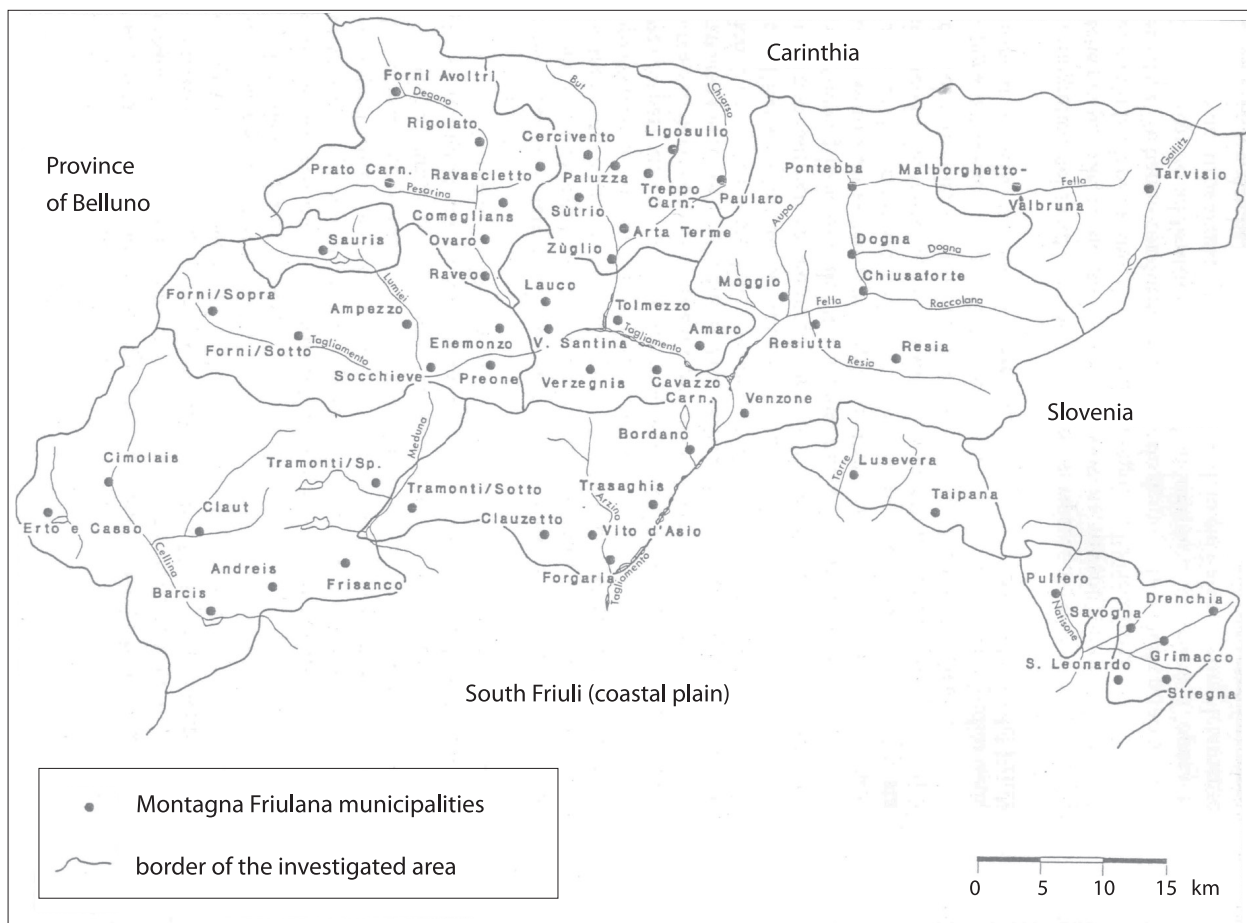 Carinthia
Province
of Belluno
Slovenia
South Friuli (coastal plain)
Forni Avoltri
Degano
Rigolato
But
Chiarso
Cercivento
Ligosullo
Prato Carn.
Ravascletto
Pesarina
Paluzza
Treppo
Carn.
Paularo
Comeglians
Sùtrio
Arta Terme
Pontebba
Malborghetto-
Valbruna
Fella
Tarvisio
Gailitz
Aupa
Sauris
Ovaro
Zùglio
Dogna
Dogna
Raveo
Lumiei
Lauco
Moggio
Chiusaforte
Fella
Raccolana
Forni/Sopra
Ampezzo
Tolmezzo
Forni/Sotto
Tagliamento
Enemonzo
V. Santina
Tagliamento
Amaro
Resiutta
Resia
Resia
Socchieve
Preone
Verzegnis
Cavazzo
Carn.
Venzone
Meduna
Bordano
Cimolais
Tramonti/Sp.
Torre
Lusevera
Claut
Tramonti/Sotto
Trasaghis
Arzino
Taipana
Erto e Casso
Clauzetto
Vito d'Asio
Cellina
Andreis
Frisanco
Forgaria
Tagliamento
Barcis
Pulfero
Natisone
Savogna
Drenchia
Grimacco
S. Leonardo
Stregna
Montagna Friulana municipalities
border of the investigated area
0 5 10 15 km